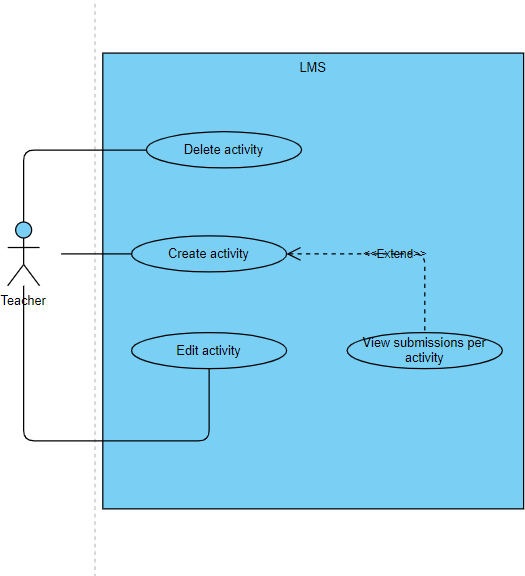 LMS
Delete activity
Create activity
<<Extend>>
Teacher
Edit activity
View submissions per
activity